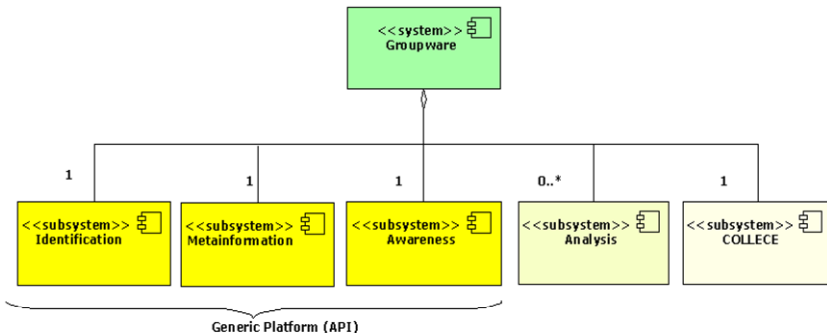 <<system>>
Groupware
1
1
1
0..*
1
<<subsystem>>
Identification
<<subsystem>>
Metainformation
<<subsystem>>
Awareness
<<subsystem>>
Analysis
<<subsystem>>
COLLECE
Generic Platform (API)